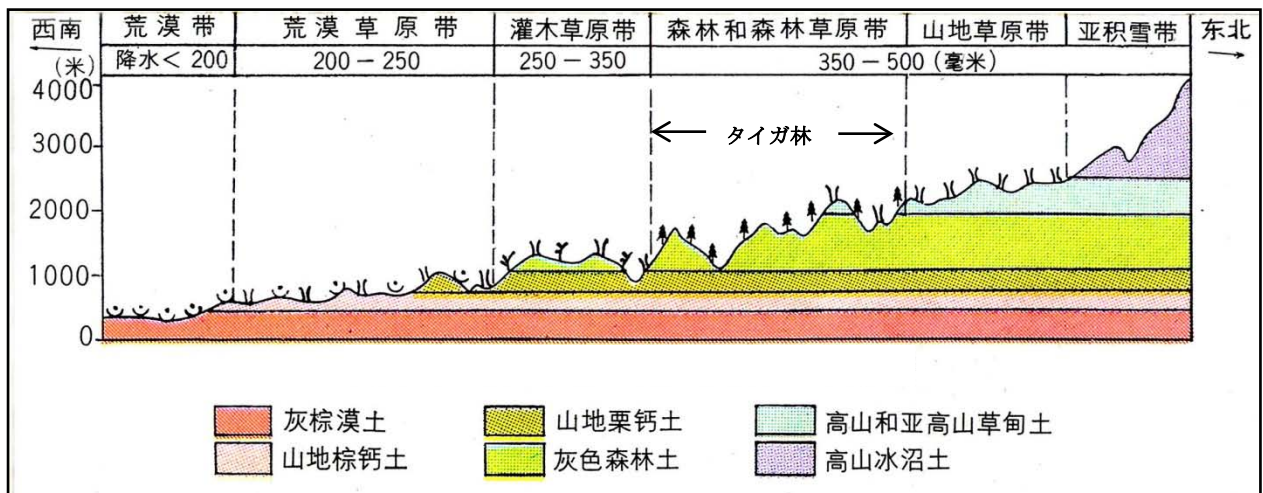 西南 荒漠带 荒漠草原带 灌木草原带 森林和森林草原带 山地草原带 亚积雪带 东北
(米) 降水<200 200-250 250-350 350-500(毫米)
4000
3000
タイガ林
2000
1000
0
灰棕漠土 山地栗钙土 高山和亚高山草甸土
山地棕钙土 灰色森林土 高山冰沼土